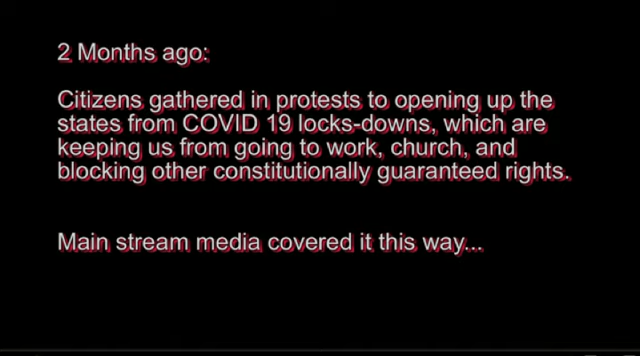 2 Months ago:
Citizens gathered in protests to opening up the
states from COVID 19 locks-downs, which are
keeping us from going to work, church, and
blocking other constitutionally guaranteed rights.
Main stream media covered it this way...